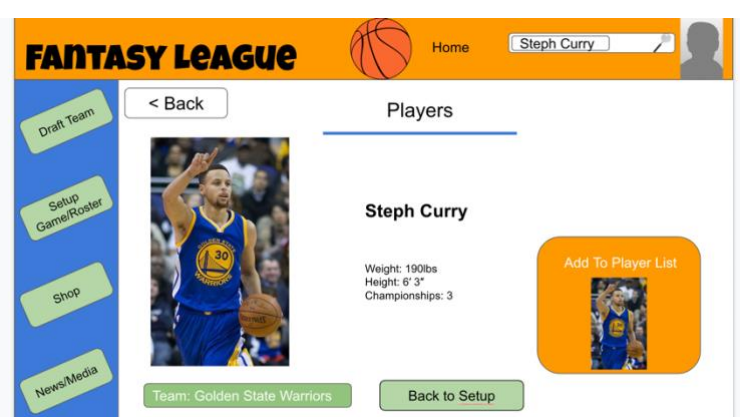 FANTASY LEAGUE
Home
Steph Curry
Draft Team
Setup
Game/Roster
Shop
News/Media
< Back
Players
30
Steph Curry
Weight: 190lbs
Height: 6' 3"
Championships: 3
Add To Player List
Team: Golden State Warriors
Back to Setup